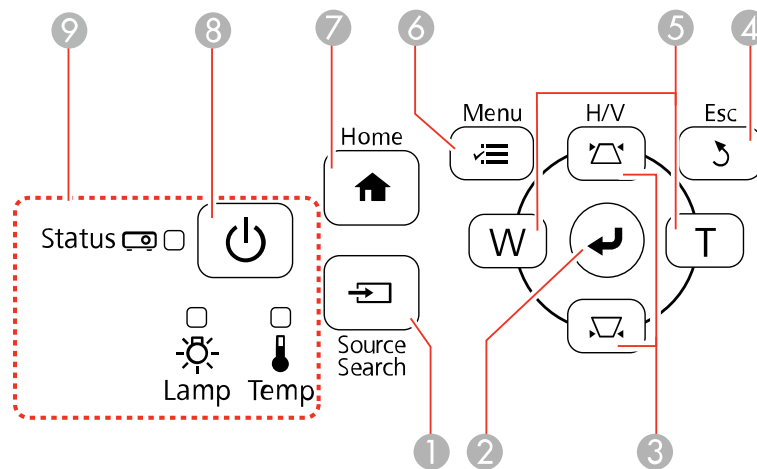 9 8 7 6 5 4
Menu H/V Esc
Home
Status W T
Source
Search
Lamp Temp
1 2 3